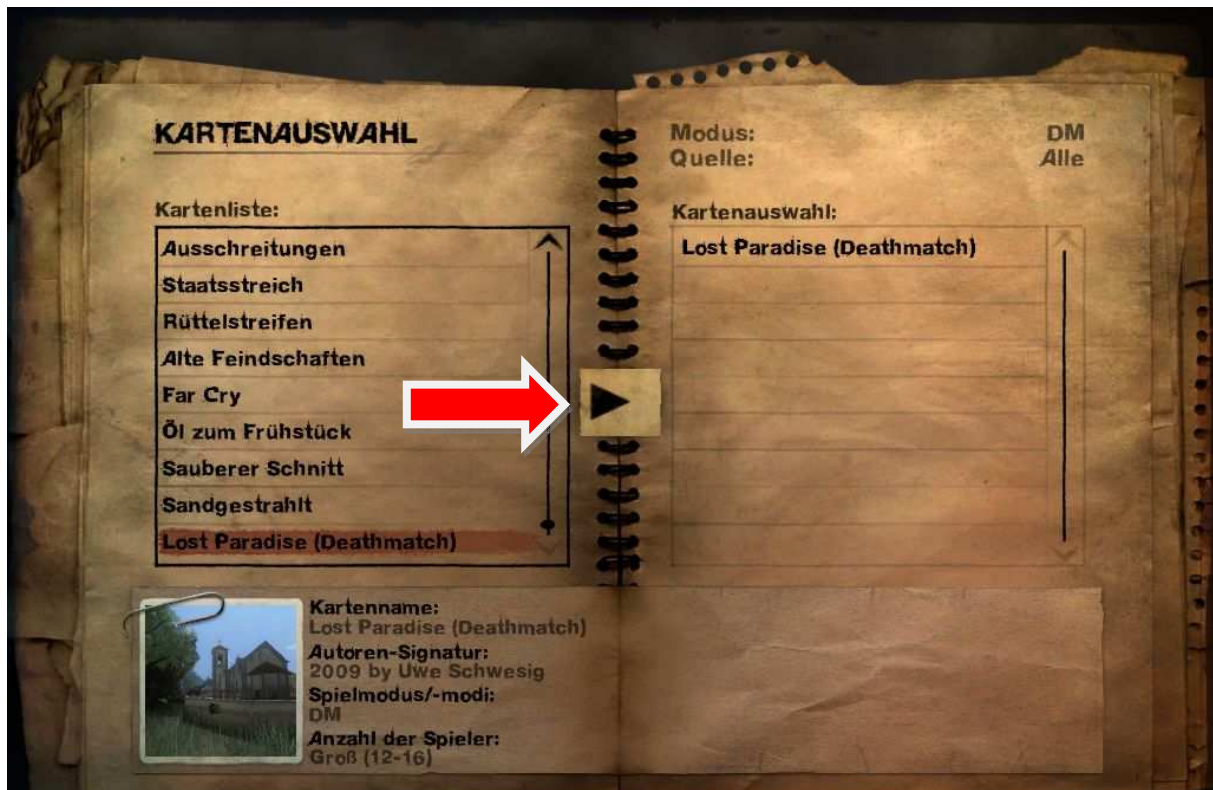 KARTENAUSWAHL
Kartenliste:
Ausschreitungen
Staatsstreich
Rüttelstreifen
Alte Feindschaften
Far Cry
Öl zum Frühstück
Sauberer Schnitt
Sandgestrahlt
Lost Paradise (Deathmatch)
Modus: DM
Quelle: Alle
Kartenauswahl:
Lost Paradise (Deathmatch)
Kartenname:
Lost Paradise (Deathmatch)
Autoren-Signatur:
2009 by Uwe Schwesig
Spielmodus/-modi:
DM
Anzahl der Spieler:
Groß (12-16)